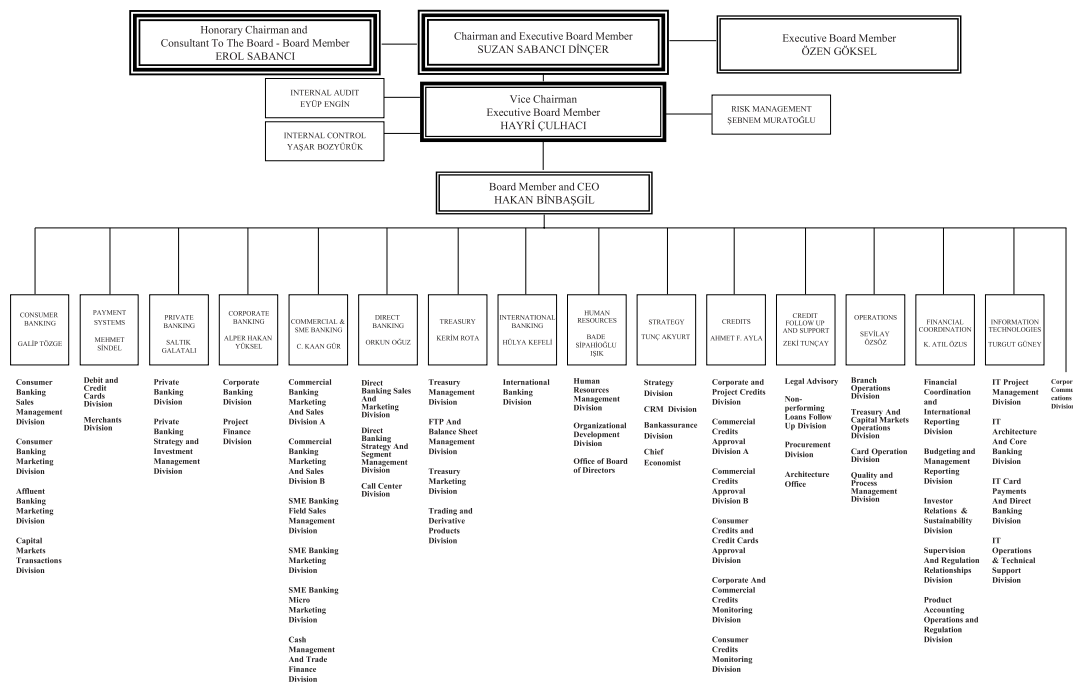 Honorary Chairman and
Consultant To The Board - Board Member
EROL SABANCI
Chairman and Executive Board Member
SUZAN SABANCI DİNÇER
Executive Board Member
ÖZEN GÖKSEL
INTERNAL AUDIT
EYÜP ENGİN
INTERNAL CONTROL
YAŞAR BOZYÜRÜK
Vice Chairman
Executive Board Member
HAYRİ ÇULHACI
RISK MANAGEMENT
ŞEBNEM MURATOĞLU
Board Member and CEO
HAKAN BİNBAŞGİL
CONSUMER
BANKING
GALİP TÖZGE
Consumer
Banking
Sales
Management
Division
Consumer
Banking
Marketing
Division
Affluent
Banking
Marketing
Division
Capital
Markets
Transactions
Division
PAYMENT
SYSTEMS
MEHMET
SİNDEL
Debit and
Credit
Cards
Division
Merchants
Division
PRIVATE
BANKING
SALTIK
GALATALI
Private
Banking
Division
Private
Banking
Strategy and
Investment
Management
Division
CORPORATE
BANKING
ALPER HAKAN
YÜKSEL
Corporate
Banking
Division
Project
Finance
Division
COMMERCIAL &
SME BANKING
C. KAAN GÜR
Commercial
Banking
Marketing
And Sales
Division A
Commercial
Banking
Marketing
And Sales
Division B
SME Banking
Field Sales
Management
Division
SME Banking
Marketing
Division
SME Banking
Micro
Marketing
Division
Cash
Management
And Trade
Finance
Division
DIRECT
BANKING
ORKUN OĞUZ
Direct
Banking Sales
And
Marketing
Division
Direct
Banking
Strategy And
Segment
Management
Division
Call Center
Division
TREASURY
KERİM ROTA
Treasury
Management
Division
FTP And
Balance Sheet
Management
Division
Treasury
Marketing
Division
Trading and
Derivative
Products
Division
INTERNATIONAL
BANKING
HÜLYA KEFELİ
International
Banking
Division
HUMAN
RESOURCES
BADE
SİPAHİOĞLU
IŞIK
Human
Resources
Management
Division
Organizational
Development
Division
Office of Board
of Directors
STRATEGY
TUNÇ AKYURT
Strategy
Division
CRM Division
Bankassurance
Division
Chief
Economist
CREDITS
AHMET F. AYLA
Corporate and
Project Credits
Division
Commercial
Credits
Approval
Division A
Commercial
Credits
Approval
Division B
Consumer
Credits and
Credit Cards
Approval
Division
Corporate And
Commercial
Credits
Monitoring
Division
Consumer
Credits
Monitoring
Division
CREDIT
FOLLOW UP
AND SUPPORT
ZEKİ TUNÇAY
Legal Advisory
Non-
performing
Loans Follow
Up Division
Procurement
Division
Architecture
Office
OPERATIONS
SEVİLAY
ÖZSÖZ
Branch
Operations
Division
Treasury And
Capital Markets
Operations
Division
Card Operation
Division
Quality and
Process
Management
Division
FINANCIAL
COORDINATION
K. ATIL ÖZUS
Financial
Coordination
and
International
Reporting
Division
Budgeting and
Management
Reporting
Division
Investor
Relations &
Sustainability
Division
Supervision
And Regulation
Relationships
Division
Product
Accounting
Operations and
Regulation
Division
INFORMATION
TECHNOLOGIES
TURGUT GÜNEY
IT Project
Management
Division
IT
Architecture
And Core
Banking
Division
IT Card
Payments
And Direct
Banking
Division
IT
Operations
& Technical
Support
Division
Corpor
Commu
cations
Division